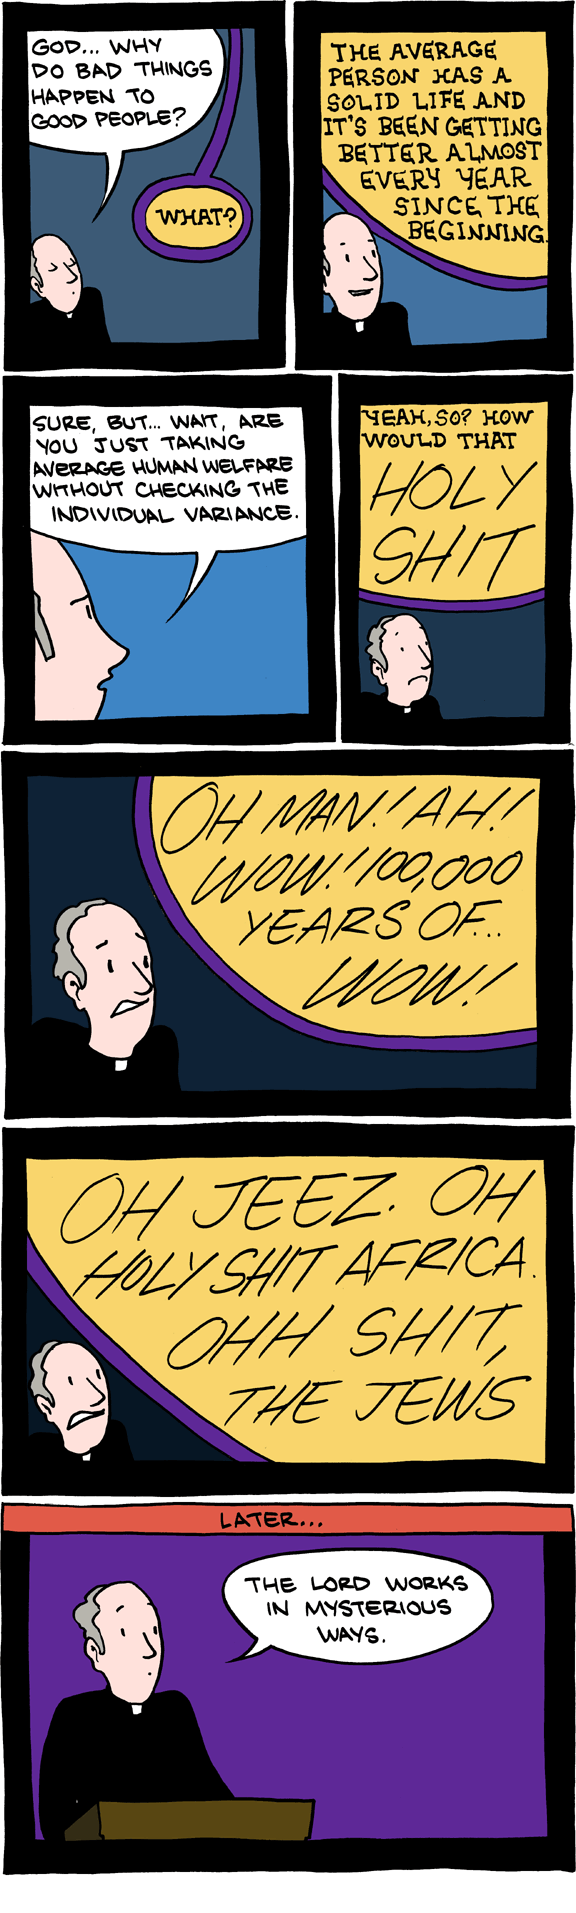 GOD... WHY
DO BAD THINGS
HAPPEN TO
GOOD PEOPLE?
WHAT?
THE AVERAGE
PERSON HAS A
SOLID LIFE AND
IT'S BEEN GETTING
BETTER ALMOST
EVERY YEAR
SINCE THE
BEGINNING.
SURE, BUT... WAIT, ARE
YOU JUST TAKING
AVERAGE HUMAN WELFARE
WITHOUT CHECKING THE
INDIVIDUAL VARIANCE.
YEAH, SO? HOW
WOULD THAT
HOLY
SHIT
OH MAN! AH!
WOW! 100,000
YEARS OF...
WOW!
OH JEEZ. OH
HOLY SHIT AFRICA.
OHH SHIT,
THE JEWS
LATER...
THE LORD WORKS
IN MYSTERIOUS
WAYS.